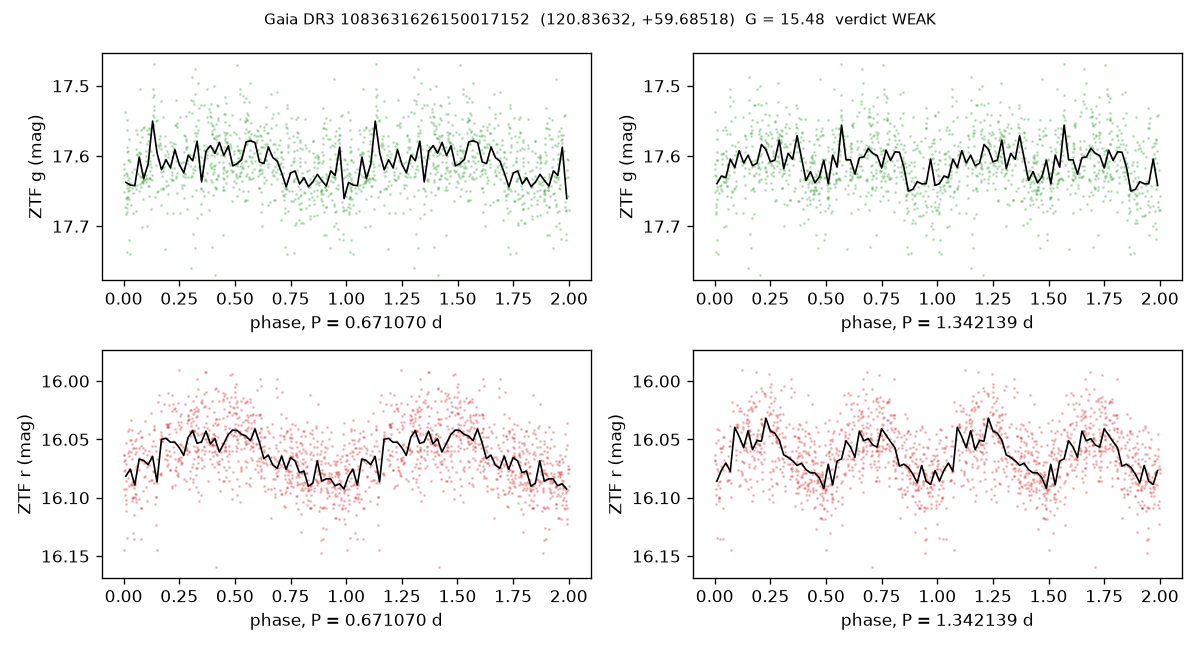 Gaia DR3 1083631626150017152 (120.83632, +59.68518) G = 15.48 verdict WEAK
ZTF g (mag)
17.5
17.6
17.7
0.00 0.25 0.50 0.75 1.00 1.25 1.50 1.75 2.00
phase, P = 0.671070 d
ZTF g (mag)
17.5
17.6
17.7
0.00 0.25 0.50 0.75 1.00 1.25 1.50 1.75 2.00
phase, P = 1.342139 d
ZTF r (mag)
16.00
16.05
16.10
16.15
0.00 0.25 0.50 0.75 1.00 1.25 1.50 1.75 2.00
phase, P = 0.671070 d
ZTF r (mag)
16.00
16.05
16.10
16.15
0.00 0.25 0.50 0.75 1.00 1.25 1.50 1.75 2.00
phase, P = 1.342139 d